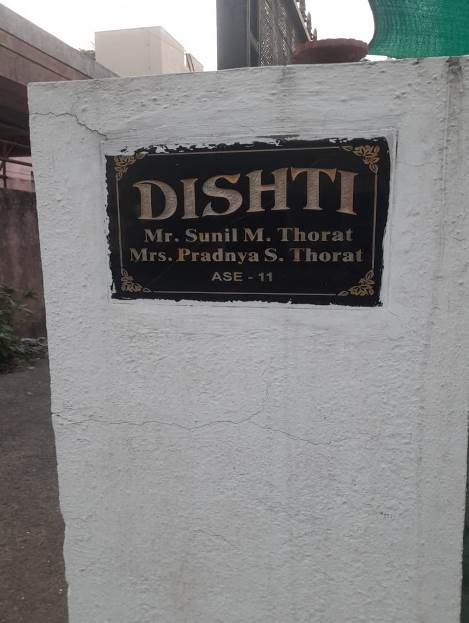 DISHTI
Mr. Sunil M. Thorat
Mrs. Pradnya S. Thorat
ASE - 11